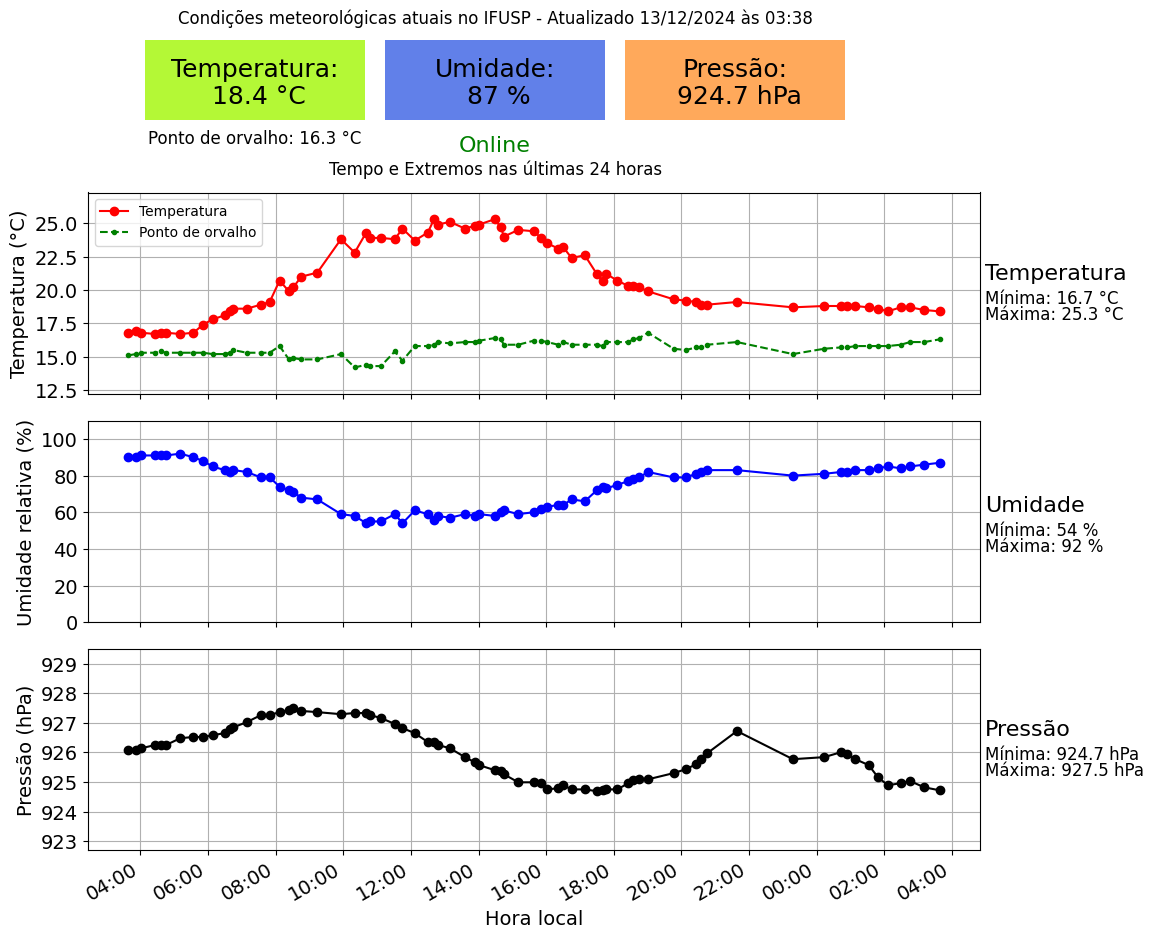 Condições meteorológicas atuais no IFUSP - Atualizado 13/12/2024 às 03:38
Temperatura:
18.4 °C
Umidade:
87 %
Pressão:
924.7 hPa
Ponto de orvalho: 16.3 °C
Online
Tempo e Extremos nas últimas 24 horas
Temperatura (°C)
25.0
22.5
20.0
17.5
15.0
12.5
Temperatura
Ponto de orvalho
Temperatura
Mínima: 16.7 °C
Máxima: 25.3 °C
Umidade relativa (%)
100
80
60
40
20
0
Umidade
Mínima: 54 %
Máxima: 92 %
Pressão (hPa)
929
928
927
926
925
924
923
Pressão
Mínima: 924.7 hPa
Máxima: 927.5 hPa
04:00 06:00 08:00 10:00 12:00 14:00 16:00 18:00 20:00 22:00 00:00 02:00 04:00
Hora local